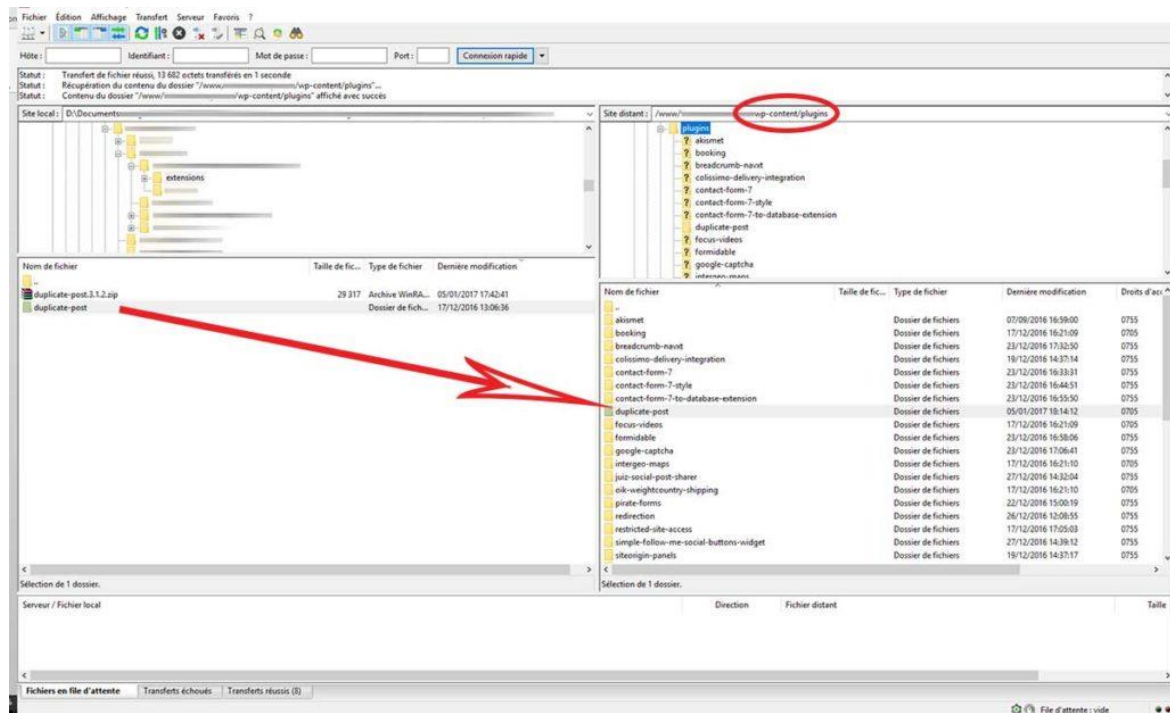 Fichier Édition Affichage Transfert Serveur Favoris ?
Hôte : Identifiant : Mot de passe : Port : Connexion rapide
Statut : Transfert de fichier réussi, 13 602 octets transférés en 1 seconde
Statut : Récupération du contenu du dossier "/www/ /wp-content/plugins"...
Statut : Contenu du dossier "/www/ /wp-content/plugins" affiché avec succès
Site local : D:\Documents
extensions
Nom de fichier Taille de fic... Type de fichier Dernière modification
..
duplicate-post.3.1.2.zip 29 317 Archive WinRA... 05/01/2017 17:42:41
duplicate-post Dossier de fich... 17/12/2016 13:06:36
Sélection de 1 dossier.
Site distant : /www/ wp-content/plugins
plugins
? akismet
? booking
? breadcrumb-navxt
? colissimo-delivery-integration
? contact-form-7
? contact-form-7-style
? contact-form-7-to-database-extension
duplicate-post
? focus-videos
? formidable
? google-captcha
? intergeo-maps
Nom de fichier Taille de fic... Type de fichier Dernière modification Droits d'acc
..
akismet Dossier de fichiers 07/09/2016 16:59:00 0755
booking Dossier de fichiers 17/12/2016 16:21:09 0705
breadcrumb-navxt Dossier de fichiers 23/12/2016 17:32:50 0755
colissimo-delivery-integration Dossier de fichiers 19/12/2016 14:37:14 0755
contact-form-7 Dossier de fichiers 23/12/2016 16:33:31 0755
contact-form-7-style Dossier de fichiers 23/12/2016 16:44:51 0755
contact-form-7-to-database-extension Dossier de fichiers 23/12/2016 16:55:50 0755
duplicate-post Dossier de fichiers 05/01/2017 18:14:12 0705
focus-videos Dossier de fichiers 17/12/2016 16:21:09 0705
formidable Dossier de fichiers 23/12/2016 16:58:06 0755
google-captcha Dossier de fichiers 23/12/2016 17:06:41 0755
intergeo-maps Dossier de fichiers 17/12/2016 16:21:10 0705
juiz-social-post-sharer Dossier de fichiers 27/12/2016 14:32:04 0755
oik-weightcountry-shipping Dossier de fichiers 17/12/2016 16:21:10 0705
pirate-forms Dossier de fichiers 22/12/2016 15:00:19 0755
redirection Dossier de fichiers 26/12/2016 12:08:55 0755
restricted-site-access Dossier de fichiers 17/12/2016 17:05:03 0755
simple-follow-me-social-buttons-widget Dossier de fichiers 27/12/2016 14:39:12 0755
siteorigin-panels Dossier de fichiers 19/12/2016 14:37:17 0755
Sélection de 1 dossier.
Serveur / Fichier local Direction Fichier distant Taille
Fichiers en file d'attente Transferts échoués Transferts réussis (8)
File d'attente : vide